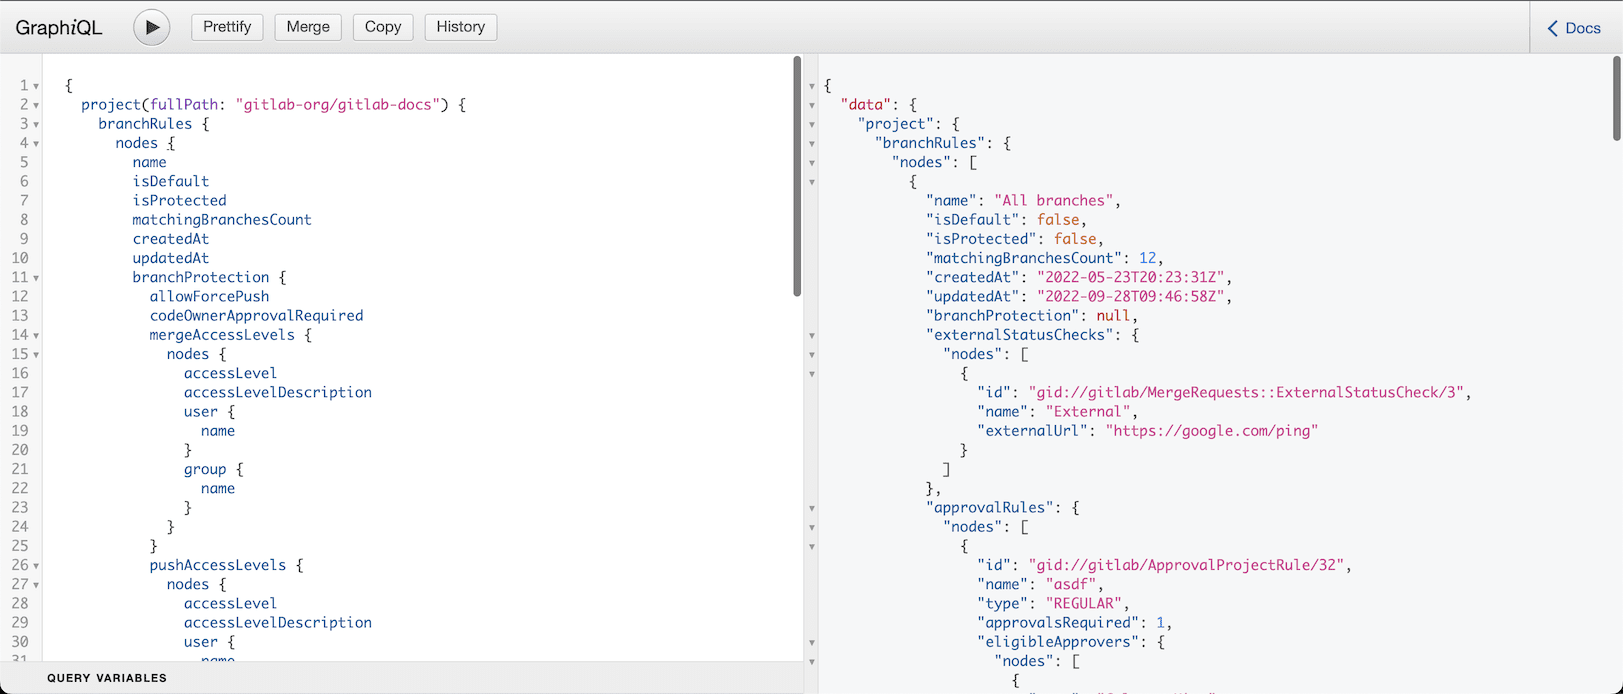 GraphiQL Prettify Merge Copy History Docs
1 {
2 project(fullPath: "gitlab-org/gitlab-docs") {
3 branchRules {
4 nodes {
5 name
6 isDefault
7 isProtected
8 matchingBranchesCount
9 createdAt
10 updatedAt
11 branchProtection {
12 allowForcePush
13 codeOwnerApprovalRequired
14 mergeAccessLevels {
15 nodes {
16 accessLevel
17 accessLevelDescription
18 user {
19 name
20 }
21 group {
22 name
23 }
24 }
25 }
26 pushAccessLevels {
27 nodes {
28 accessLevel
29 accessLevelDescription
30 user {
31 name
QUERY VARIABLES
{
"data": {
"project": {
"branchRules": {
"nodes": [
{
"name": "All branches",
"isDefault": false,
"isProtected": false,
"matchingBranchesCount": 12,
"createdAt": "2022-05-23T20:23:31Z",
"updatedAt": "2022-09-28T09:46:58Z",
"branchProtection": null,
"externalStatusChecks": {
"nodes": [
{
"id": "gid://gitlab/MergeRequests::ExternalStatusCheck/3",
"name": "External",
"externalUrl": "https://google.com/ping"
}
]
},
"approvalRules": {
"nodes": [
{
"id": "gid://gitlab/ApprovalProjectRule/32",
"name": "asdf",
"type": "REGULAR",
"approvalsRequired": 1,
"eligibleApprovers": {
"nodes": [
{